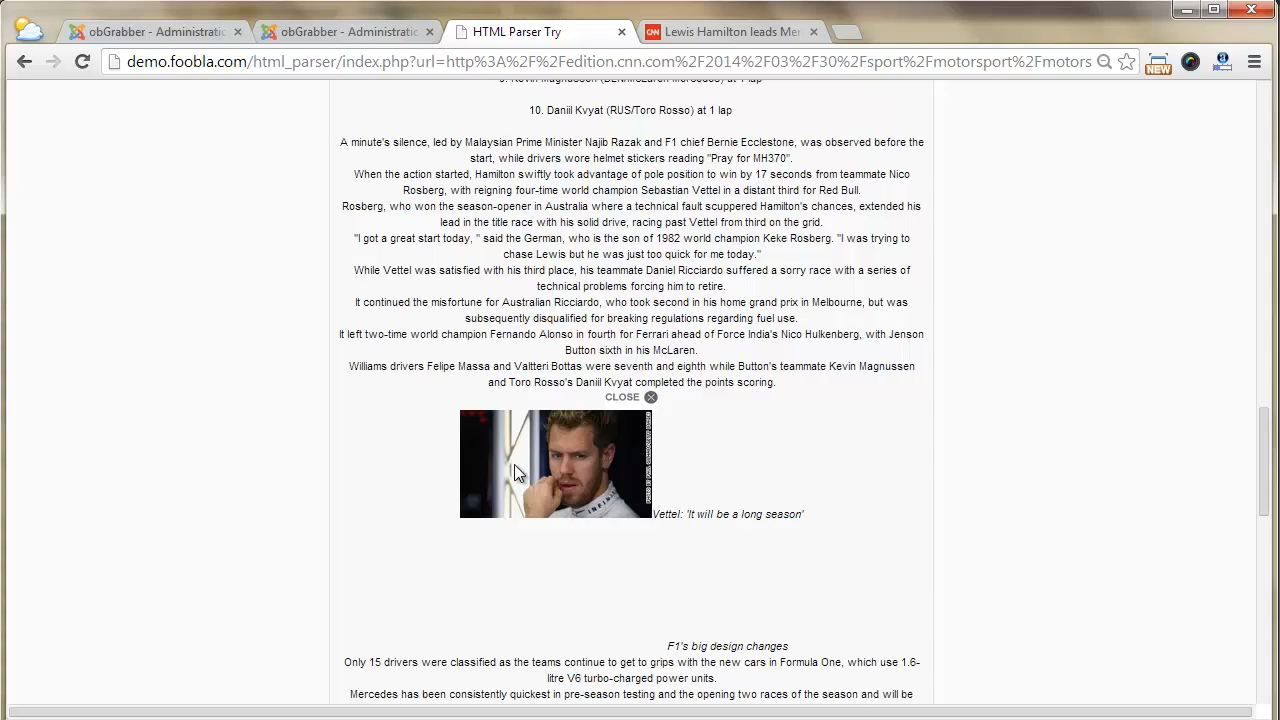 obGrabber - Administratio
obGrabber - Administratic
HTML Parser Try
CNN
Lewis Hamilton leads Mer
demo.foobla.com/html_parser/index.php?url=http%3A%2F%2Fedition.cnn.com%2F2014%2F03%2F30%2Fsport%2Fmotorsport%2Fmotors
NEW
10. Daniil Kvyat (RUS/Toro Rosso) at 1 lap
A minute's silence, led by Malaysian Prime Minister Najib Razak and F1 chief Bernie Ecclestone, was observed before the
start, while drivers wore helmet stickers reading "Pray for MH370".
When the action started, Hamilton swiftly took advantage of pole position to win by 17 seconds from teammate Nico
Rosberg, with reigning four-time world champion Sebastian Vettel in a distant third for Red Bull.
Rosberg, who won the season-opener in Australia where a technical fault scuppered Hamilton's chances, extended his
lead in the title race with his solid drive, racing past Vettel from third on the grid.
"I got a great start today, " said the German, who is the son of 1982 world champion Keke Rosberg. "I was trying to
chase Lewis but he was just too quick for me today."
While Vettel was satisfied with his third place, his teammate Daniel Ricciardo suffered a sorry race with a series of
technical problems forcing him to retire.
It continued the misfortune for Australian Ricciardo, who took second in his home grand prix in Melbourne, but was
subsequently disqualified for breaking regulations regarding fuel use.
It left two-time world champion Fernando Alonso in fourth for Ferrari ahead of Force India's Nico Hulkenberg, with Jenson
Button sixth in his McLaren.
Williams drivers Felipe Massa and Valtteri Bottas were seventh and eighth while Button's teammate Kevin Magnussen
and Toro Rosso's Daniil Kvyat completed the points scoring.
CLOSE
Vettel: 'It will be a long season'
F1's big design changes
Only 15 drivers were classified as the teams continue to get to grips with the new cars in Formula One, which use 1.6-
litre V6 turbo-charged power units.
Mercedes has been consistently quickest in pre-season testing and the opening two races of the season and will be